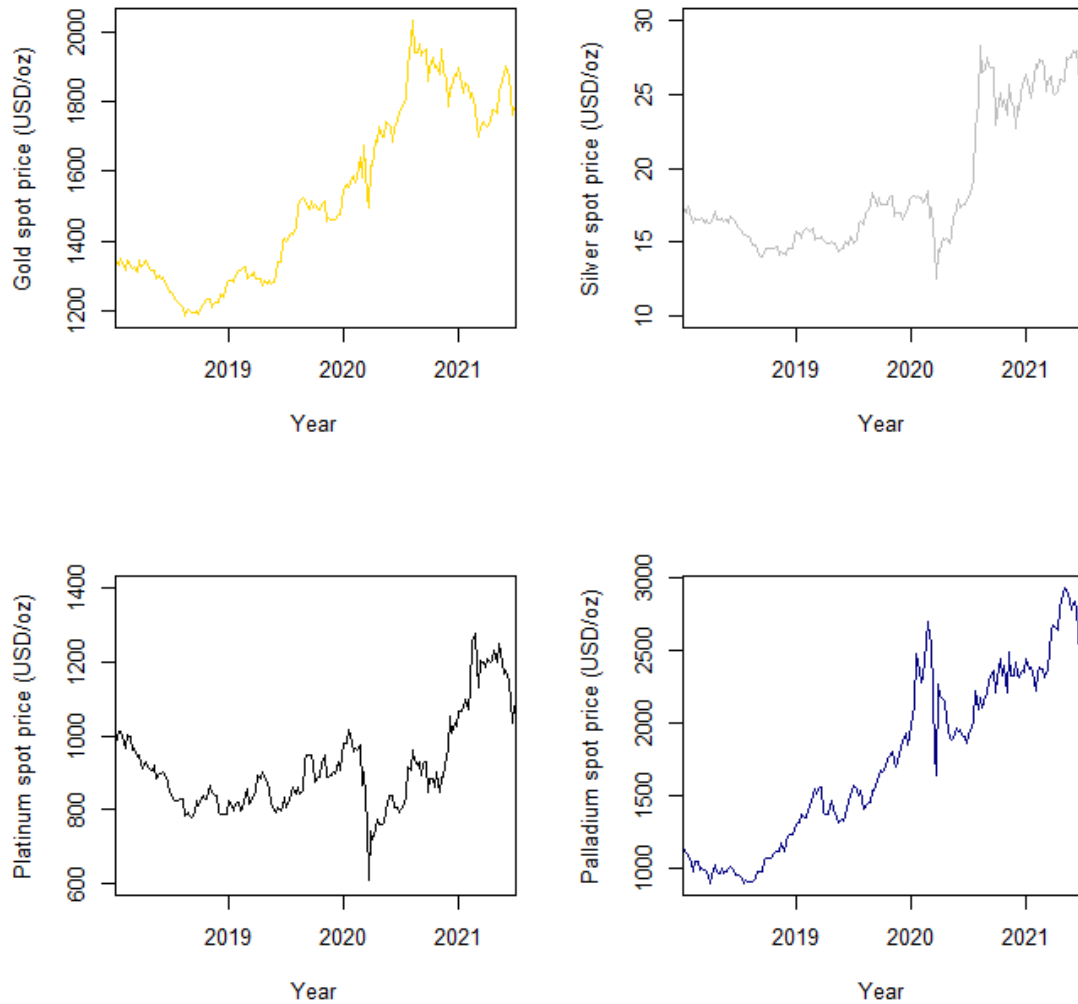 Gold spot price (USD/oz)
2000
1800
1600
1400
1200
2019 2020 2021
Year
Silver spot price (USD/oz)
30
25
20
15
10
2019 2020 2021
Year
Platinum spot price (USD/oz)
1400
1200
1000
800
600
2019 2020 2021
Year
Palladium spot price (USD/oz)
3000
2500
2000
1500
1000
2019 2020 2021
Year